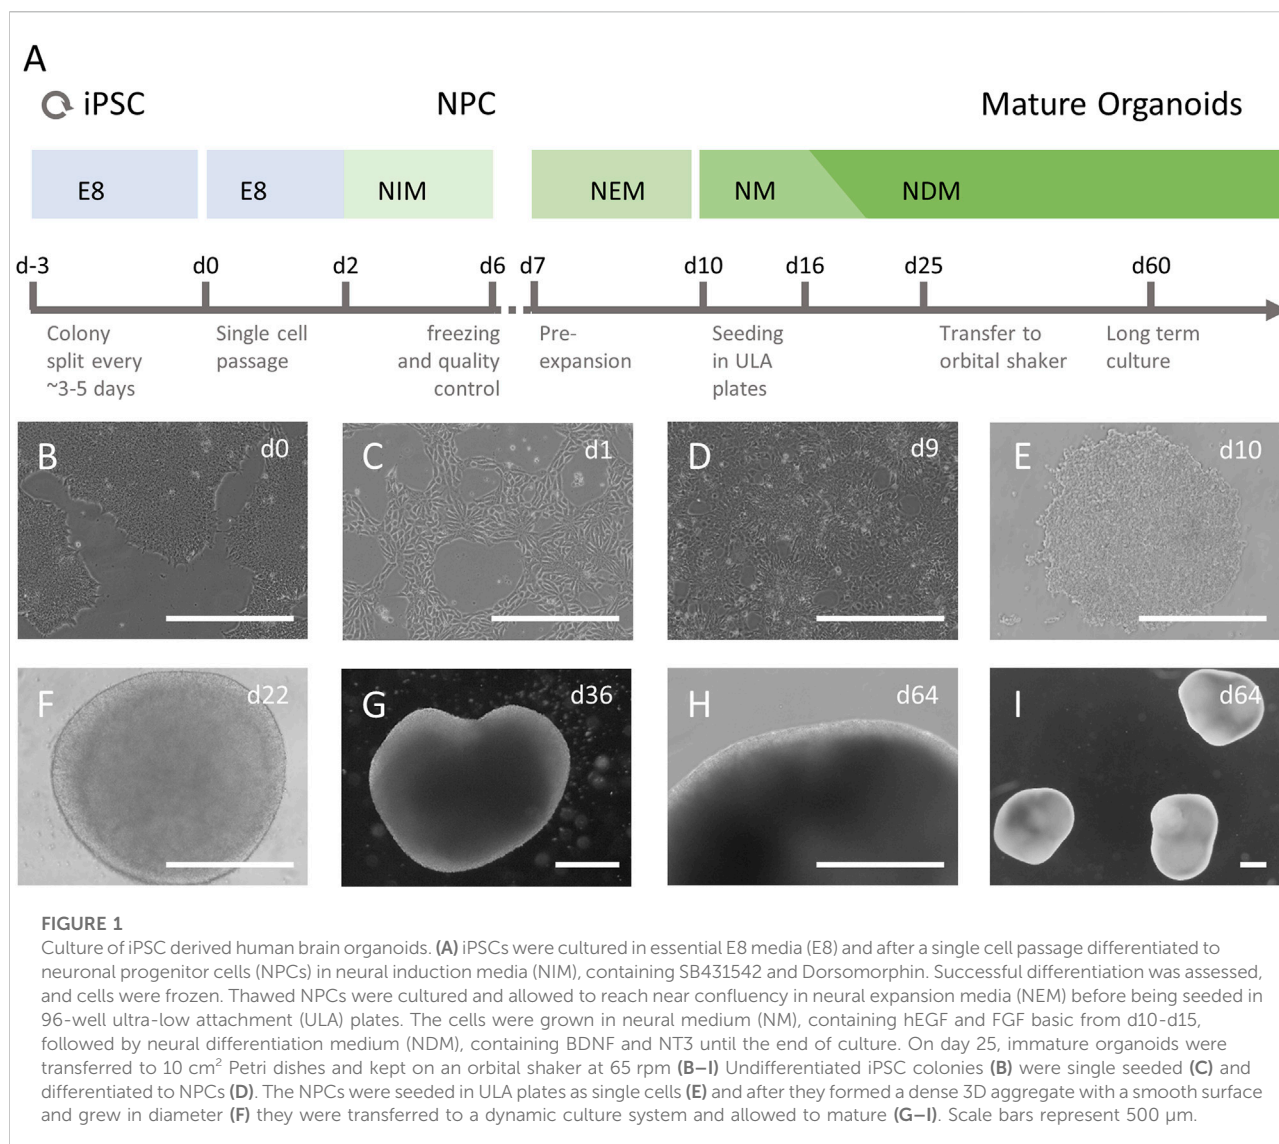 A
iPSC
NPC
Mature Organoids
E8
E8
NIM
NEM
NM
NDM
d-3
d0
d2
d6
d7
d10
d16
d25
d60
Colony
split every
~3-5 days
Single cell
passage
freezing
and quality
control
Pre-
expansion
Seeding
in ULA
plates
Transfer to
orbital shaker
Long term
culture
B
d0
C
d1
D
d9
E
d10
F
d22
G
d36
H
d64
I
d64
FIGURE 1
Culture of iPSC derived human brain organoids. (A) iPSCs were cultured in essential E8 media (E8) and after a single cell passage differentiated to
neuronal progenitor cells (NPCs) in neural induction media (NIM), containing SB431542 and Dorsomorphin. Successful differentiation was assessed,
and cells were frozen. Thawed NPCs were cultured and allowed to reach near confluency in neural expansion media (NEM) before being seeded in
96-well ultra-low attachment (ULA) plates. The cells were grown in neural medium (NM), containing hEGF and FGF basic from d10-d15,
followed by neural differentiation medium (NDM), containing BDNF and NT3 until the end of culture. On day 25, immature organoids were
transferred to 10 cm² Petri dishes and kept on an orbital shaker at 65 rpm (B–I) Undifferentiated iPSC colonies (B) were single seeded (C) and
differentiated to NPCs (D). The NPCs were seeded in ULA plates as single cells (E) and after they formed a dense 3D aggregate with a smooth surface
and grew in diameter (F) they were transferred to a dynamic culture system and allowed to mature (G–I). Scale bars represent 500 μm.